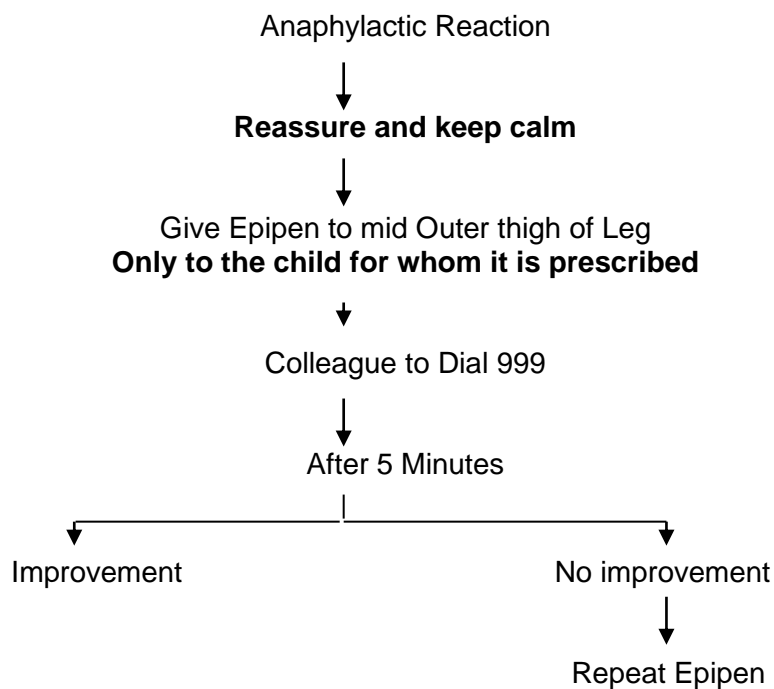 Anaphylactic Reaction
Reassure and keep calm
Give Epipen to mid Outer thigh of Leg
Only to the child for whom it is prescribed
Colleague to Dial 999
After 5 Minutes
Improvement
No improvement
Repeat Epipen